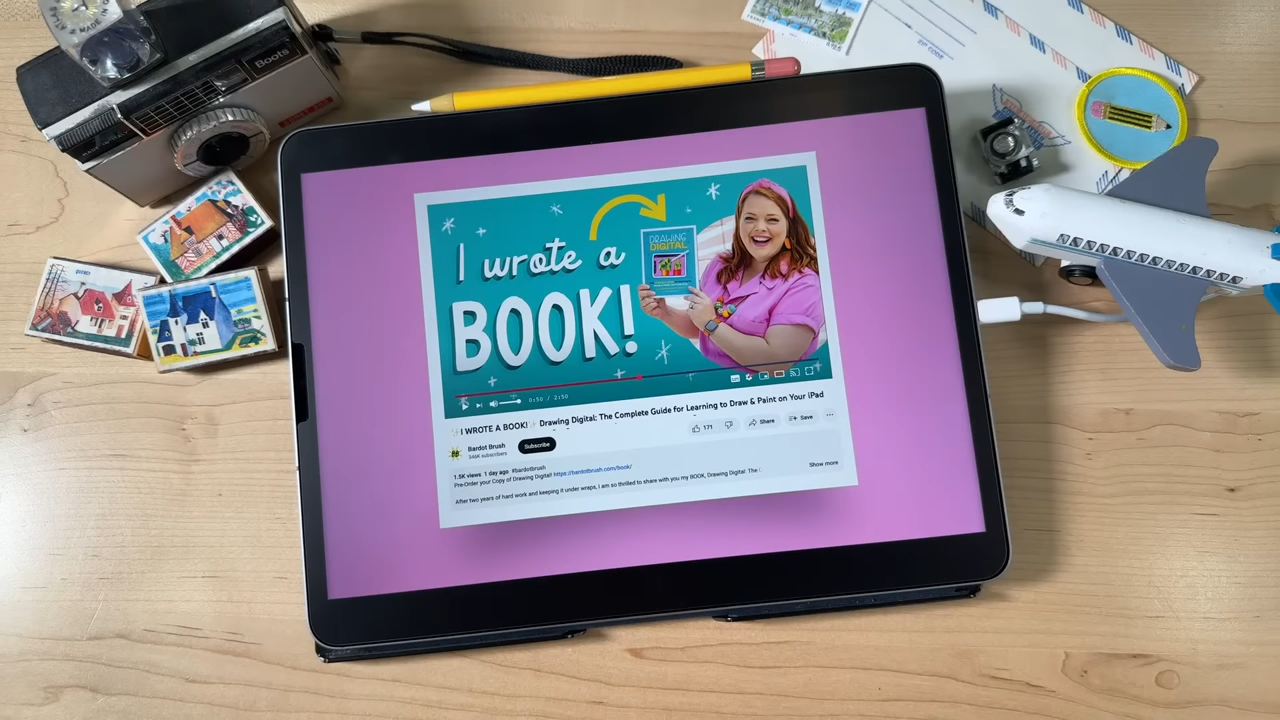 Boots
FRANCE
ZIP CODE
DRAWING
DIGITAL
I wrote a
BOOK!
0:50 / 2:50
✨I WROTE A BOOK!✨ Drawing Digital: The Complete Guide for Learning to Draw & Paint on Your iPad
Bardot Brush
Subscribe
171
Share
Save
1.5K views 1 day ago #bardotbrush
Pre-Order your Copy of Drawing Digital! https://bardotbrush.com/book/
After two years of hard work and keeping it under wraps, I am so thrilled to share with you my BOOK, Drawing Digital: The
Show more